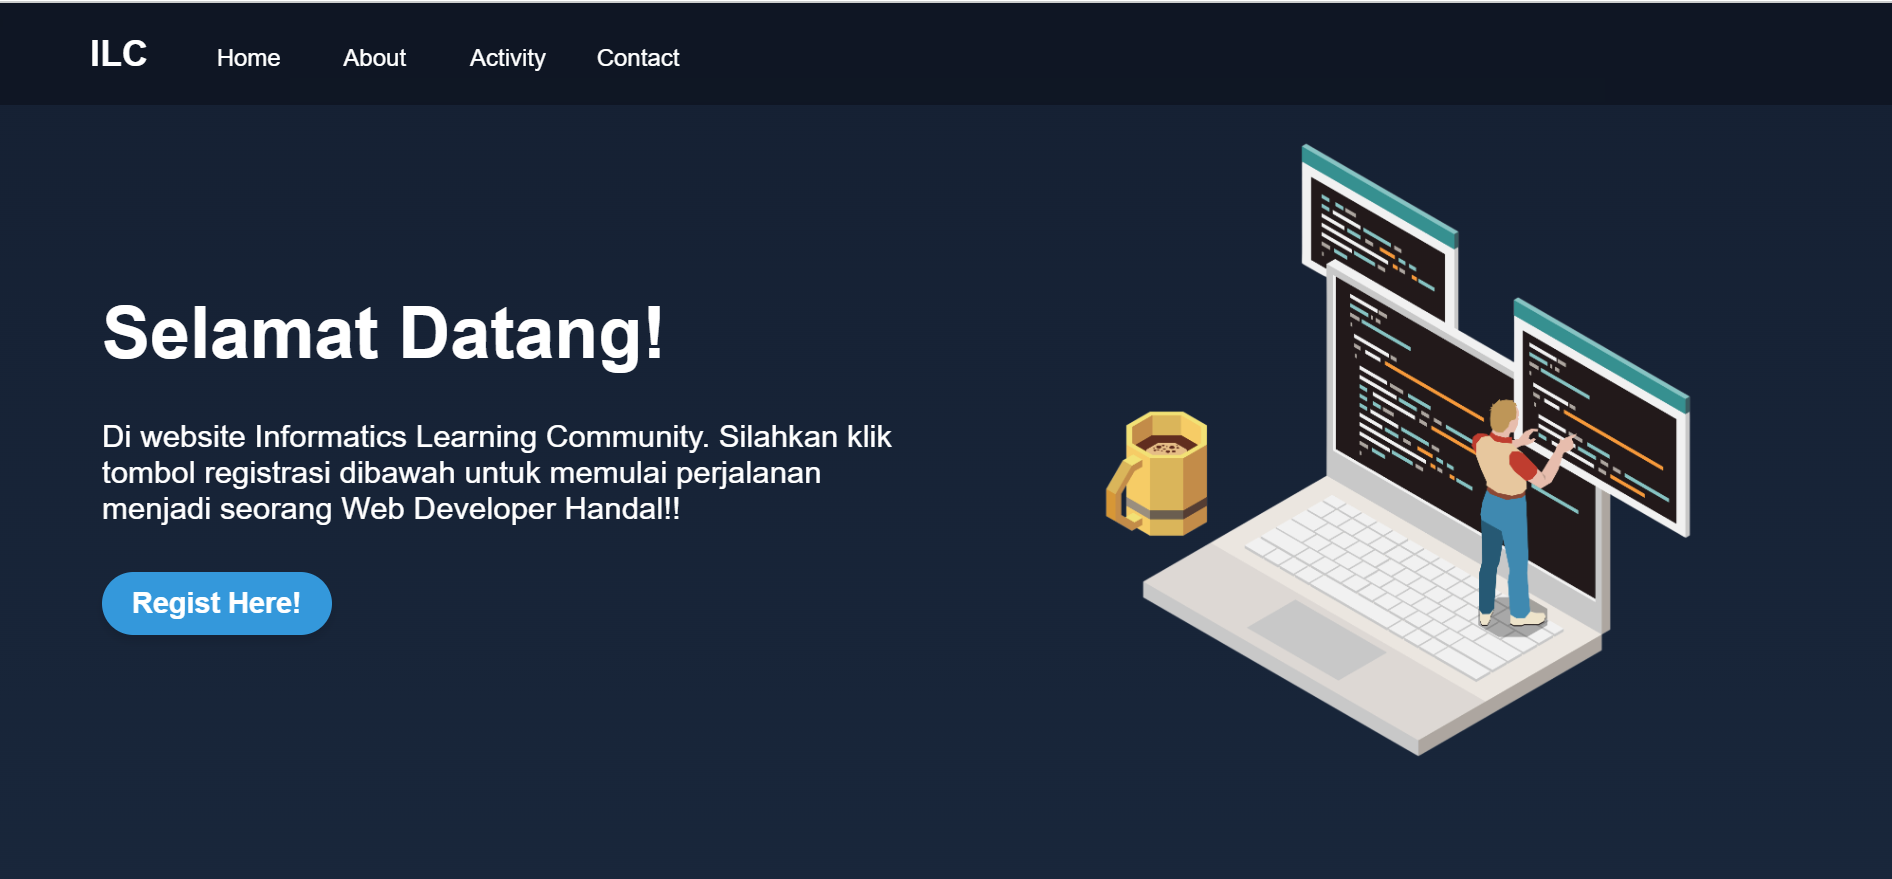 ILC Home About Activity Contact
Selamat Datang!
Di website Informatics Learning Community. Silahkan klik
tombol registrasi dibawah untuk memulai perjalanan
menjadi seorang Web Developer Handal!!
Regist Here!